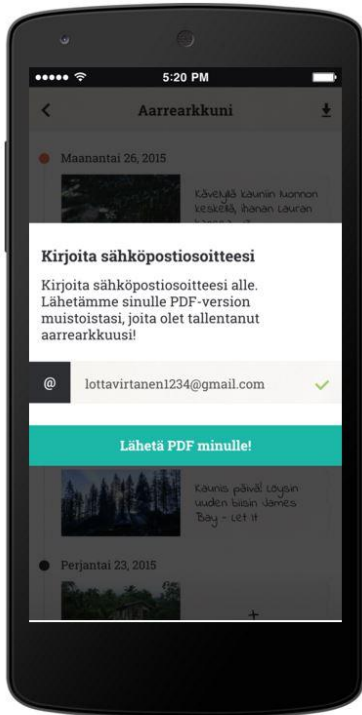 5:20 PM
Aarrearkkuni
Maanantai 26, 2015
Kävelyllä kauniin luonnon
keskellä, ihanan Lauran
Kirjoita sähköpostiosoitteesi
Kirjoita sähköpostiosoitteesi alle.
Lähetämme sinulle PDF-version
muistoistasi, joita olet tallentanut
aarrearkkuusi!
@ lottavirtanen1234@gmail.com
Lähetä PDF minulle!
Kaunis päivä! Löysin
uuden biisin James
Bay - Let it
Perjantai 23, 2015
+